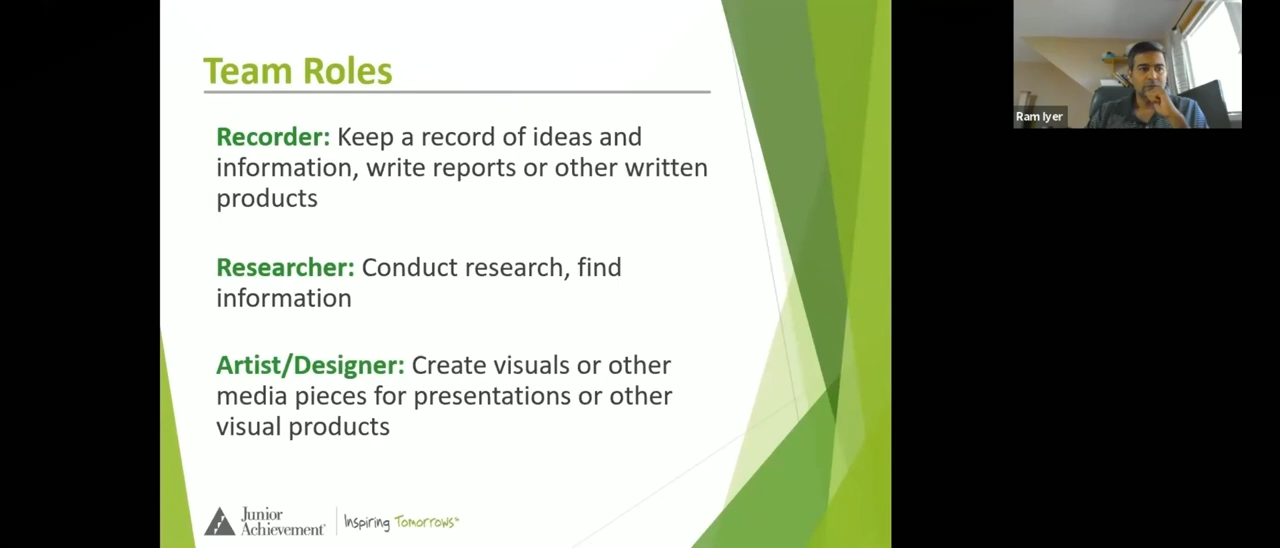 Team Roles
Recorder: Keep a record of ideas and
information, write reports or other written
products
Researcher: Conduct research, find
information
Artist/Designer: Create visuals or other
media pieces for presentations or other
visual products
Junior
Achievement
Inspiring Tomorrows™
Ram Iyer